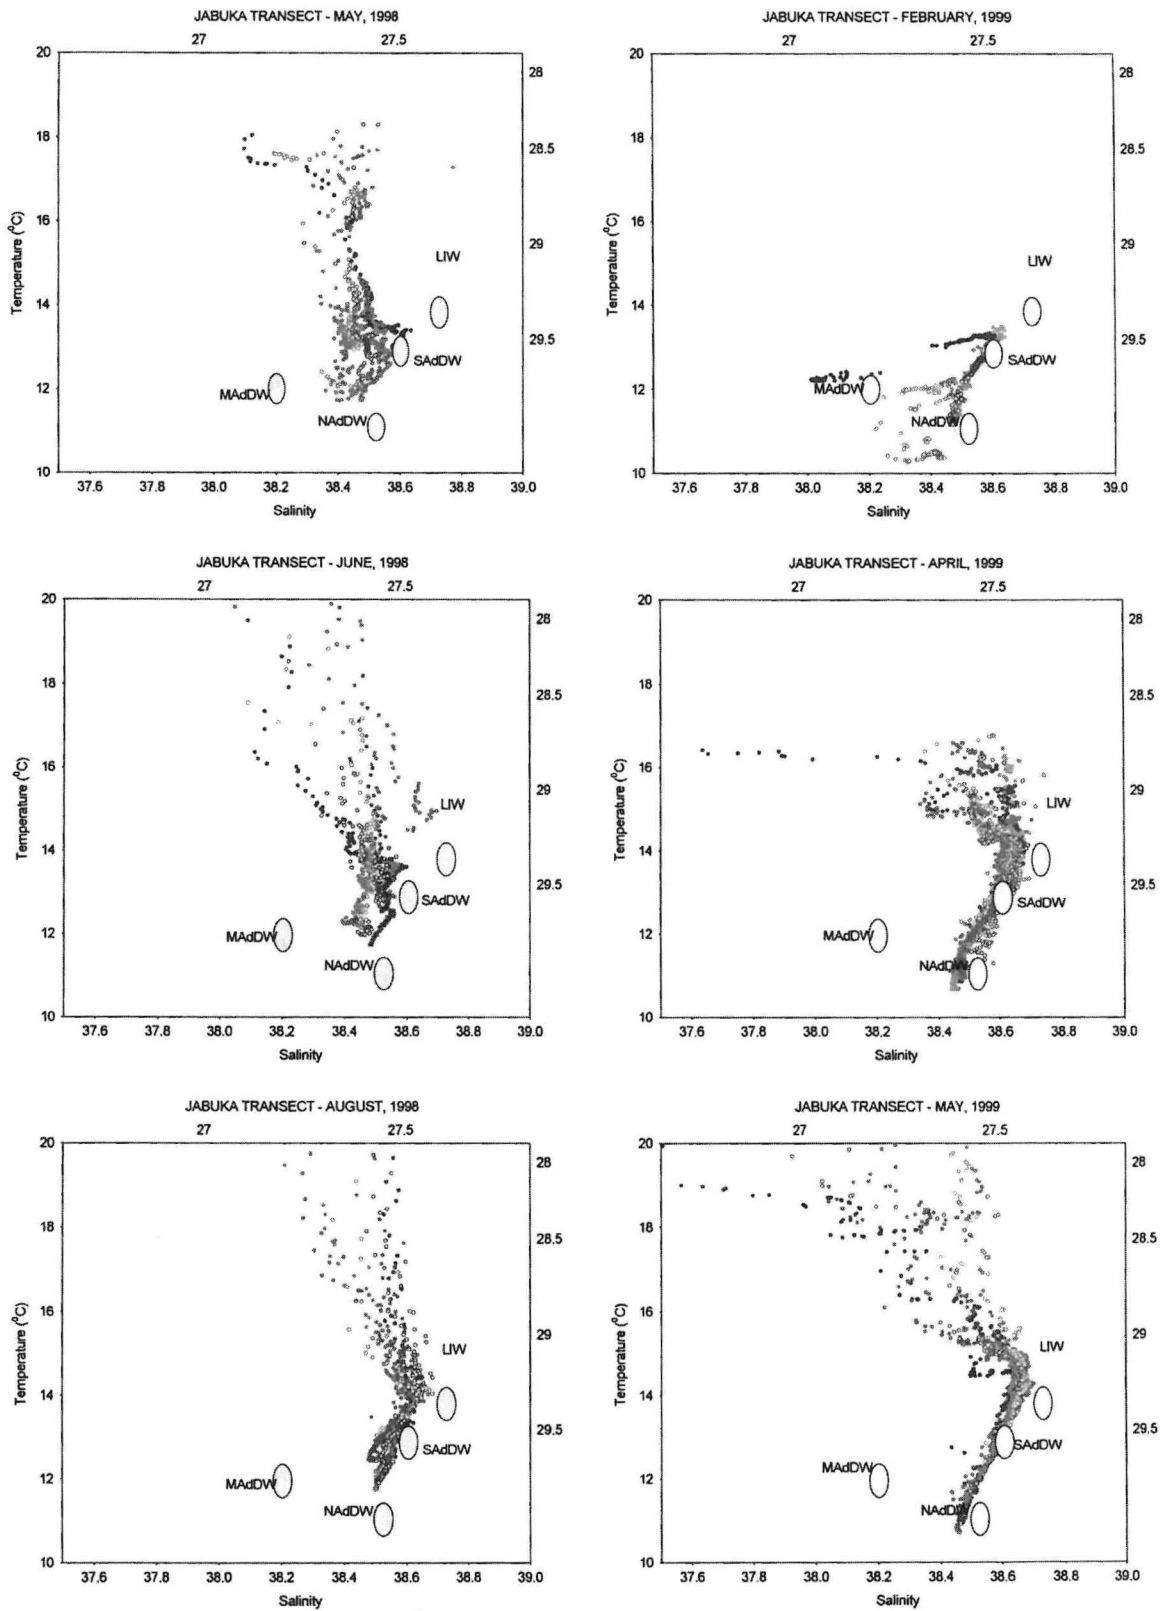 JABUKA TRANSECT - MAY, 1998
27 27.5
20 28
18 28.5
16 29
14 29.5
12
10
Temperature (°C)
LIW
SAdDW
MAdDW
NAdDW
37.6 37.8 38.0 38.2 38.4 38.6 38.8 39.0
Salinity
JABUKA TRANSECT - FEBRUARY, 1999
27 27.5
20 28
18 28.5
16 29
14 29.5
12
10
Temperature (°C)
LIW
SAdDW
MAdDW
NAdDW
37.6 37.8 38.0 38.2 38.4 38.6 38.8 39.0
Salinity
JABUKA TRANSECT - JUNE, 1998
27 27.5
20 28
18 28.5
16 29
14 29.5
12
10
Temperature (°C)
LIW
SAdDW
MAdDW
NAdDW
37.6 37.8 38.0 38.2 38.4 38.6 38.8 39.0
Salinity
JABUKA TRANSECT - APRIL, 1999
27 27.5
20 28
18 28.5
16 29
14 29.5
12
10
Temperature (°C)
LIW
SAdDW
MAdDW
NAdDW
37.6 37.8 38.0 38.2 38.4 38.6 38.8 39.0
Salinity
JABUKA TRANSECT - AUGUST, 1998
27 27.5
20 28
18 28.5
16 29
14 29.5
12
10
Temperature (°C)
LIW
SAdDW
MAdDW
NAdDW
37.6 37.8 38.0 38.2 38.4 38.6 38.8 39.0
Salinity
JABUKA TRANSECT - MAY, 1999
27 27.5
20 28
18 28.5
16 29
14 29.5
12
10
Temperature (°C)
LIW
SAdDW
MAdDW
NAdDW
37.6 37.8 38.0 38.2 38.4 38.6 38.8 39.0
Salinity